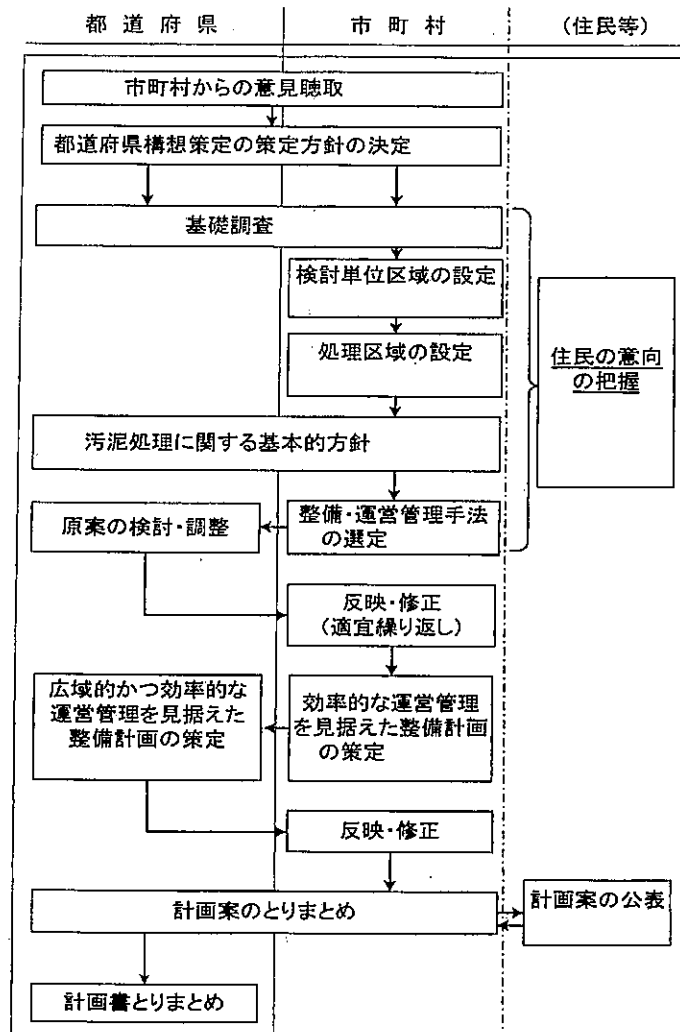 都道府県
市町村
(住民等)
市町村からの意見聴取
都道府県構想策定の策定方針の決定
基礎調査
検討単位区域の設定
処理区域の設定
住民の意向
の把握
汚泥処理に関する基本的方針
原案の検討・調整
整備・運営管理手法
の選定
反映・修正
(適宜繰り返し)
広域的かつ効率的な
運営管理を見据えた
整備計画の策定
効率的な運営管理
を見据えた整備計画
の策定
反映・修正
計画案のとりまとめ
計画案の公表
計画書とりまとめ